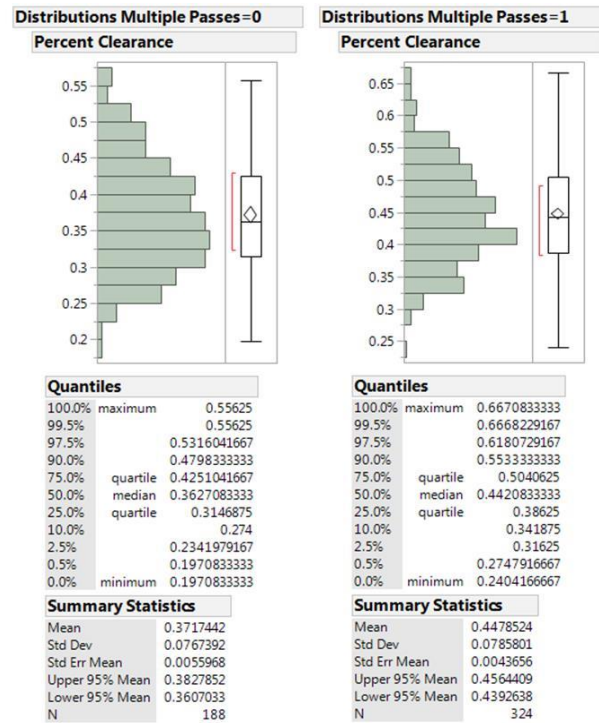 Distributions Multiple Passes=0
Percent Clearance
0.55
0.5
0.45
0.4
0.35
0.3
0.25
0.2
Quantiles
100.0% maximum 0.55625
99.5% 0.55625
97.5% 0.5316041667
90.0% 0.4798333333
75.0% quartile 0.4251041667
50.0% median 0.3627083333
25.0% quartile 0.3146875
10.0% 0.274
2.5% 0.2341979167
0.5% 0.1970833333
0.0% minimum 0.1970833333
Summary Statistics
Mean 0.3717442
Std Dev 0.0767392
Std Err Mean 0.0055968
Upper 95% Mean 0.3827852
Lower 95% Mean 0.3607033
N 188
Distributions Multiple Passes=1
Percent Clearance
0.65
0.6
0.55
0.5
0.45
0.4
0.35
0.3
0.25
Quantiles
100.0% maximum 0.6670833333
99.5% 0.6668229167
97.5% 0.6180729167
90.0% 0.5533333333
75.0% quartile 0.5040625
50.0% median 0.4420833333
25.0% quartile 0.38625
10.0% 0.341875
2.5% 0.31625
0.5% 0.2747916667
0.0% minimum 0.2404166667
Summary Statistics
Mean 0.4478524
Std Dev 0.0785801
Std Err Mean 0.0043656
Upper 95% Mean 0.4564409
Lower 95% Mean 0.4392638
N 324